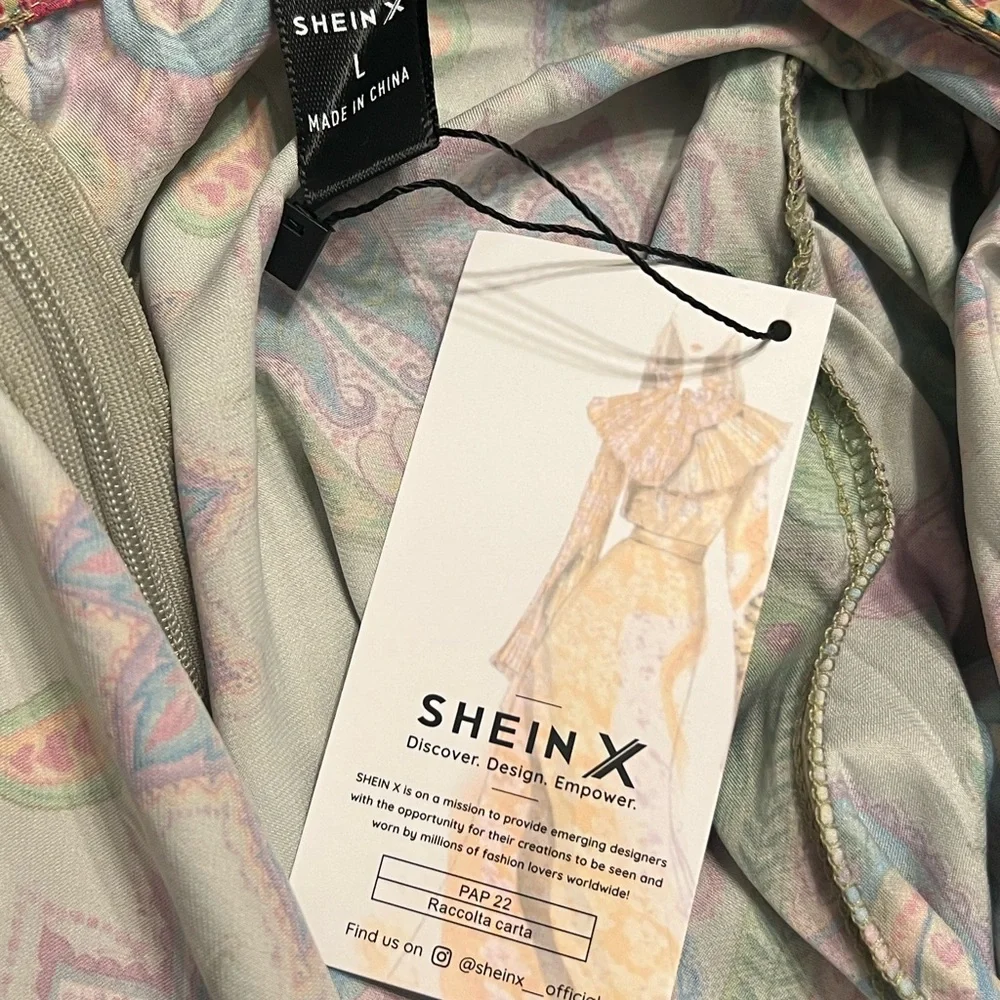 SHEIN X
L
MADE IN CHINA
SHEIN X
Discover. Design. Empower.
SHEIN X is on a mission to provide emerging designers
with the opportunity for their creations to be seen and
worn by millions of fashion lovers worldwide!
PAP 22
Raccolta carta
Find us on @sheinx__official